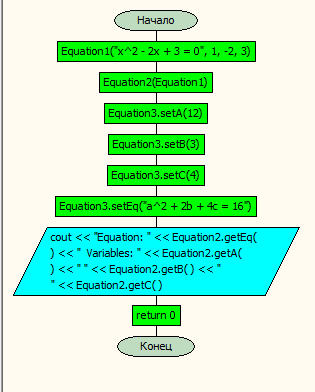 Начало
Equation1("x^2 - 2x + 3 = 0", 1, -2, 3)
Equation2(Equation1)
Equation3.setA(12)
Equation3.setB(3)
Equation3.setC(4)
Equation3.setEq("a^2 + 2b + 4c = 16")
cout << "Equation: " << Equation2.getEq(
) << "  Variables: " << Equation2.getA(
) << " " << Equation2.getB() << "
" << Equation2.getC()
return 0
Конец